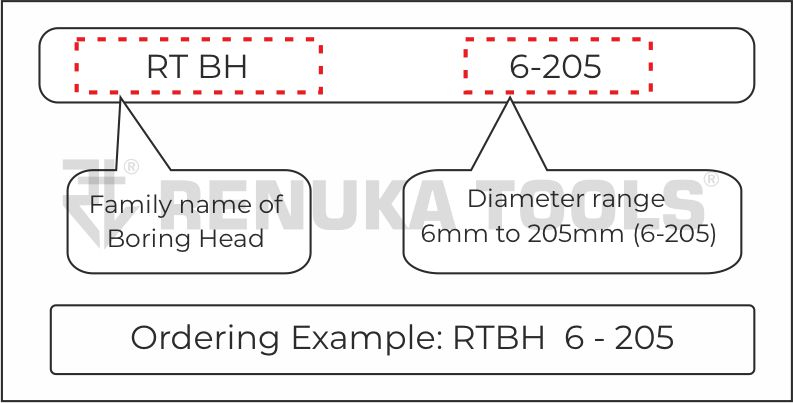 RT BH 6-205
Family name of
Boring Head
Diameter range
6mm to 205mm (6-205)
RENUKA TOOLS®
®
Ordering Example: RTBH 6 - 205